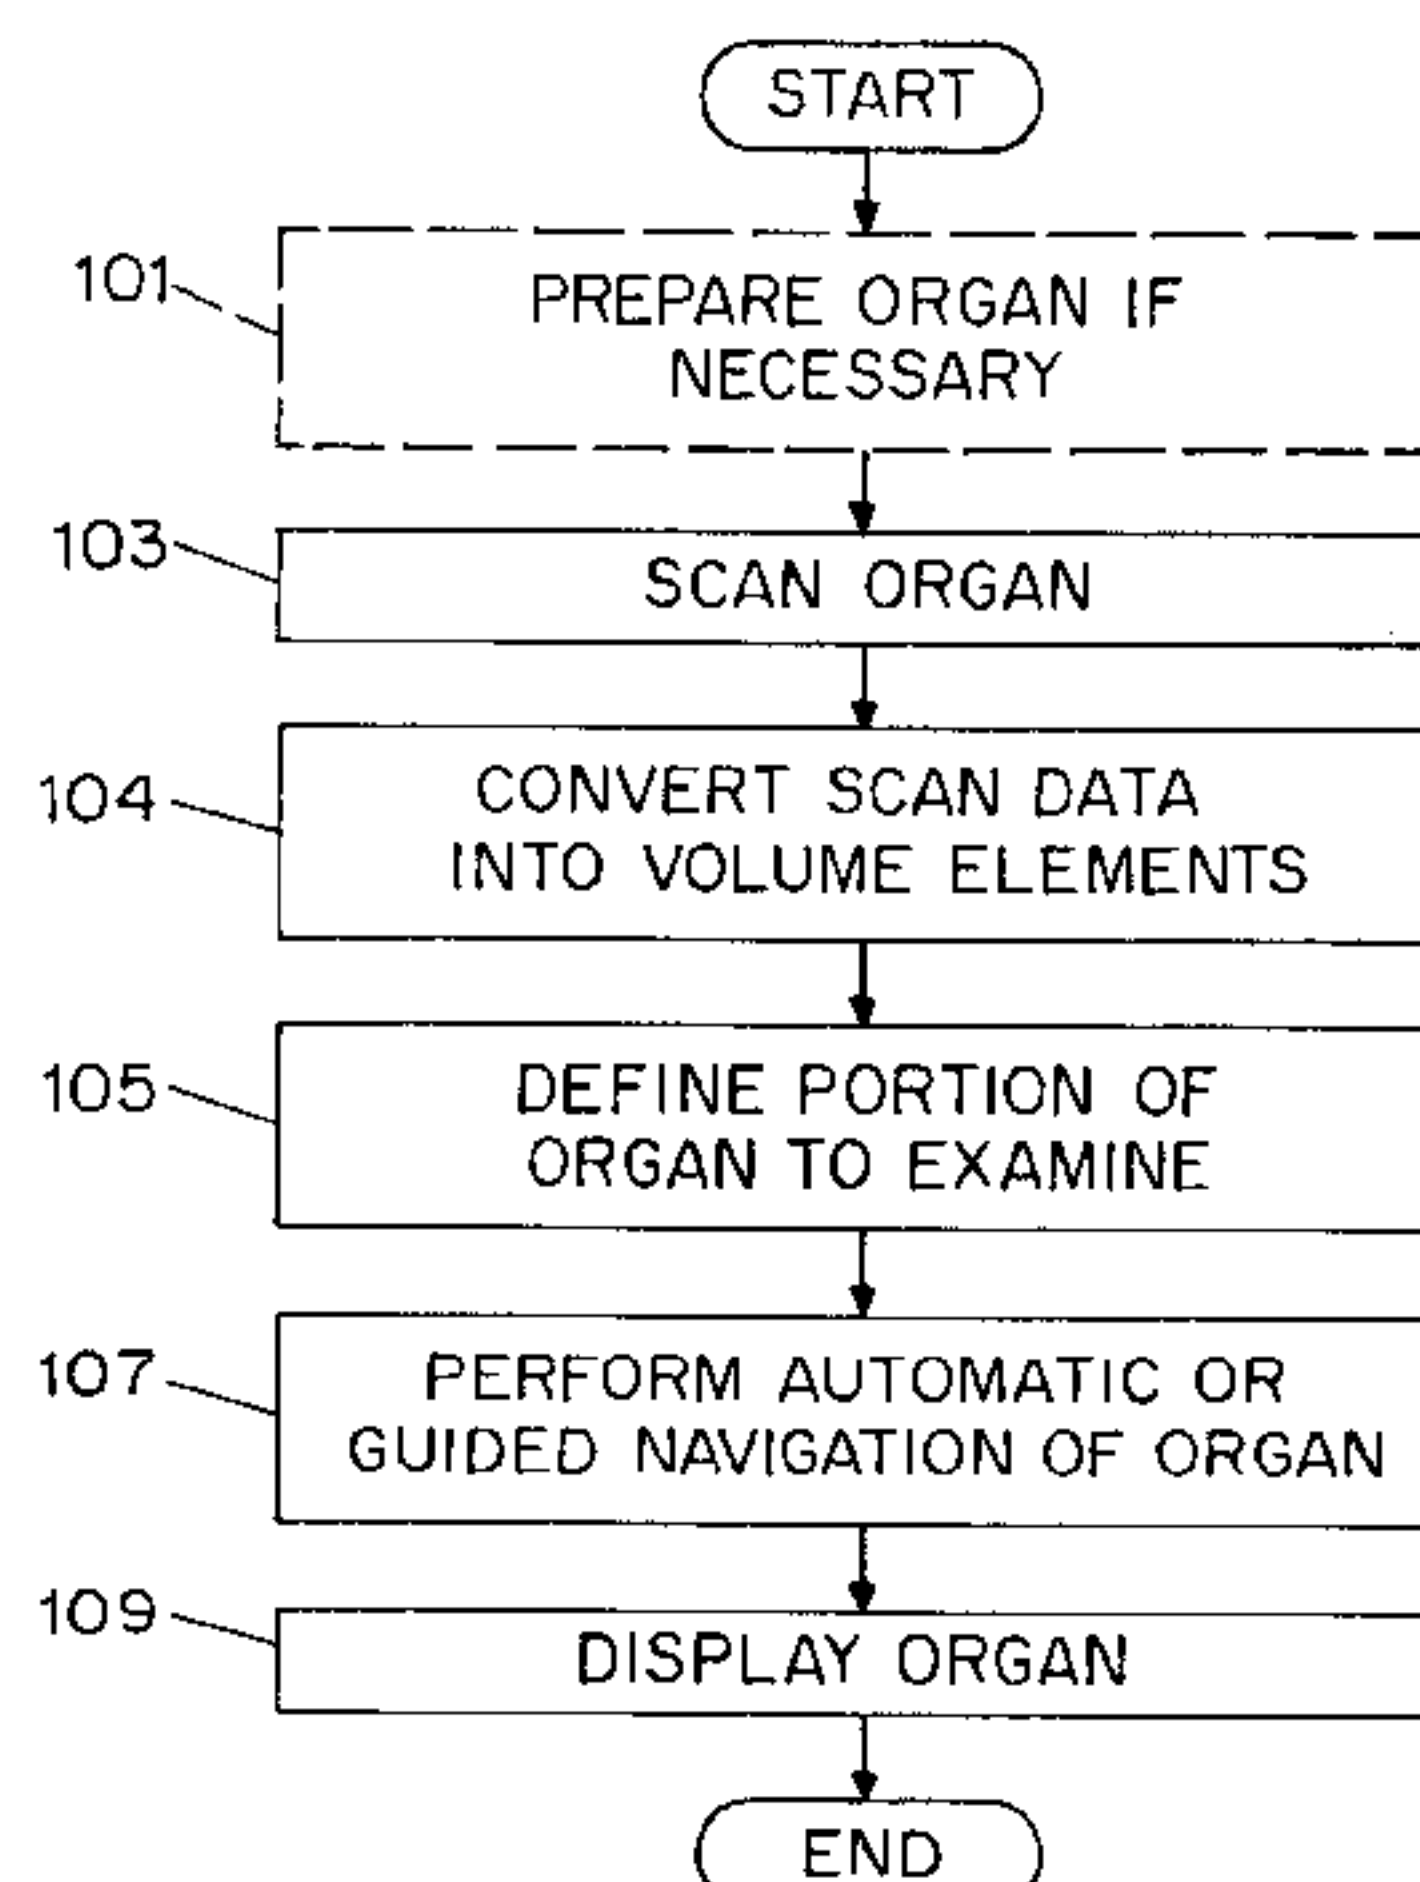 START
101
PREPARE ORGAN IF
NECESSARY
103
SCAN ORGAN
104
CONVERT SCAN DATA
INTO VOLUME ELEMENTS
105
DEFINE PORTION OF
ORGAN TO EXAMINE
107
PERFORM AUTOMATIC OR
GUIDED NAVIGATION OF ORGAN
109
DISPLAY ORGAN
END